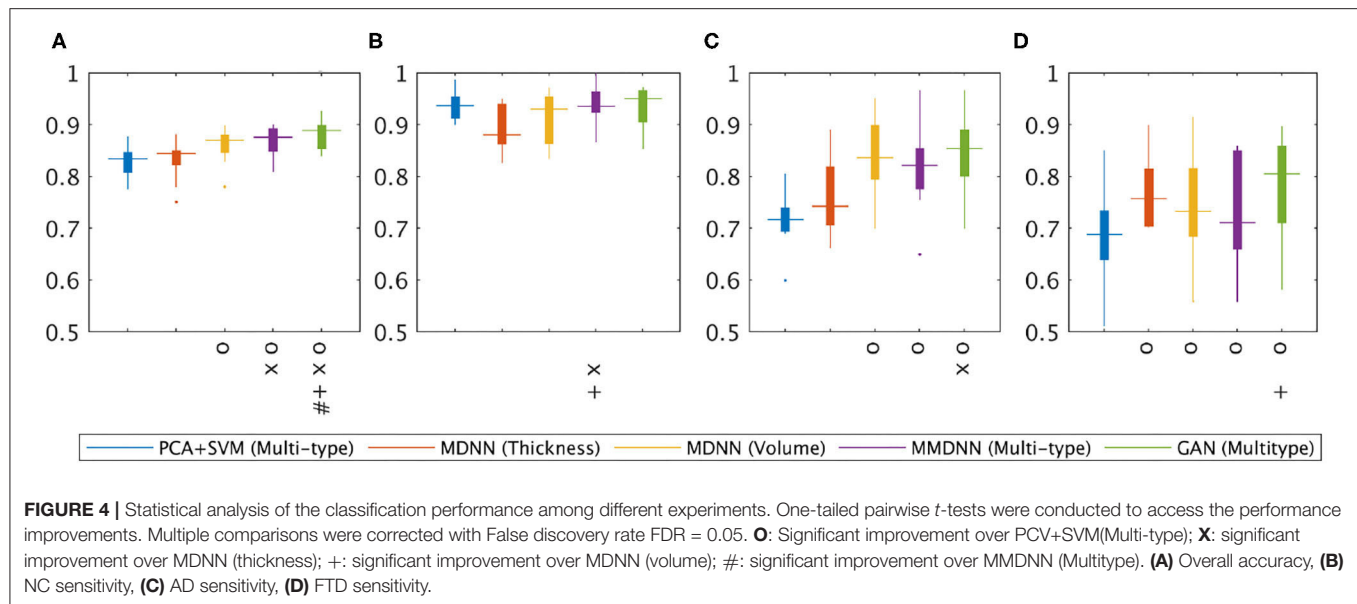 A
B
C
D
1
0.9
0.8
0.7
0.6
0.5
O
X O
# + X O
1
0.9
0.8
0.7
0.6
0.5
+ X
1
0.9
0.8
0.7
0.6
0.5
O
O
X O
1
0.9
0.8
0.7
0.6
0.5
O
O
O
+ O
PCA+SVM (Multi-type) MDNN (Thickness) MDNN (Volume) MMDNN (Multi-type) GAN (Multitype)
FIGURE 4 | Statistical analysis of the classification performance among different experiments. One-tailed pairwise t-tests were conducted to access the performance
improvements. Multiple comparisons were corrected with False discovery rate FDR = 0.05. O: Significant improvement over PCV+SVM(Multi-type); X: significant
improvement over MDNN (thickness); +: significant improvement over MDNN (volume); #: significant improvement over MMDNN (Multitype). (A) Overall accuracy, (B)
NC sensitivity, (C) AD sensitivity, (D) FTD sensitivity.